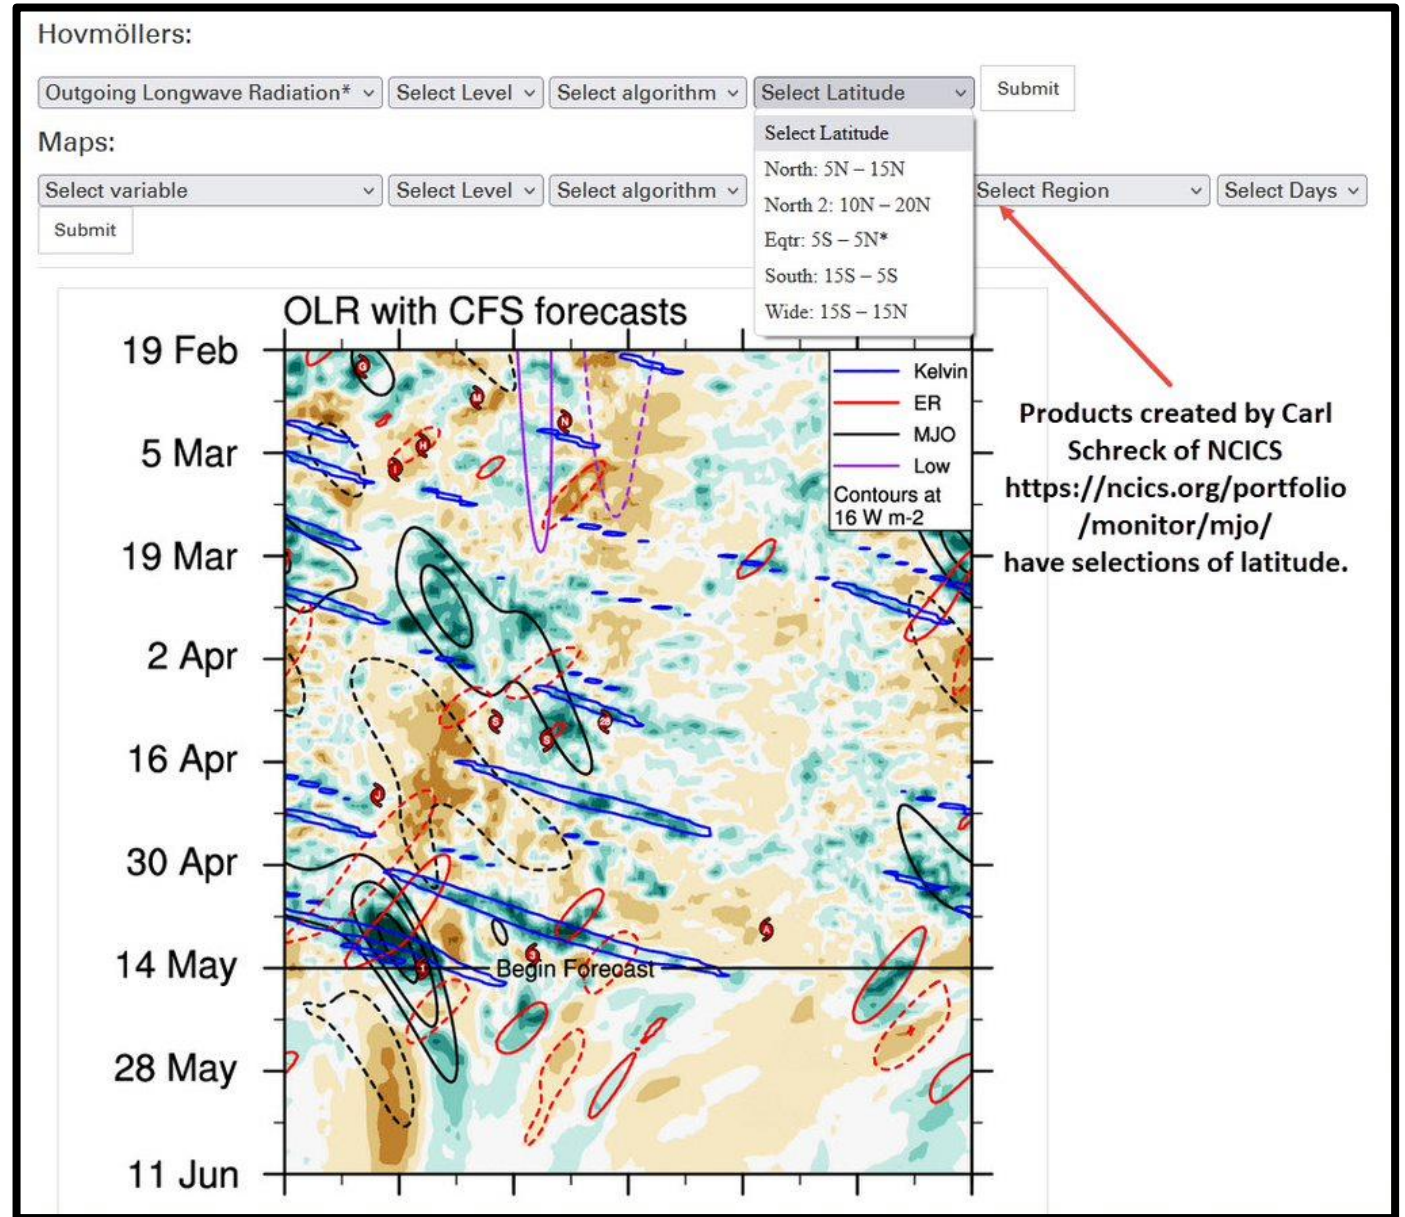 Hovmöllers:
Outgoing Longwave Radiation* Select Level Select algorithm Select Latitude Submit
Select Latitude
North: 5N – 15N
North 2: 10N – 20N
Eqtr: 5S – 5N*
South: 15S – 5S
Wide: 15S – 15N
Maps:
Select variable Select Level Select algorithm Select Region Select Days
Submit
OLR with CFS forecasts
19 Feb
5 Mar
19 Mar
2 Apr
16 Apr
30 Apr
14 May
28 May
11 Jun
Kelvin
ER
MJO
Low
Contours at
16 W m-2
G
M
N
H
I
S
28
S
J
A
3
1
Begin Forecast
Products created by Carl
Schreck of NCICS
https://ncics.org/portfolio
/monitor/mjo/
have selections of latitude.